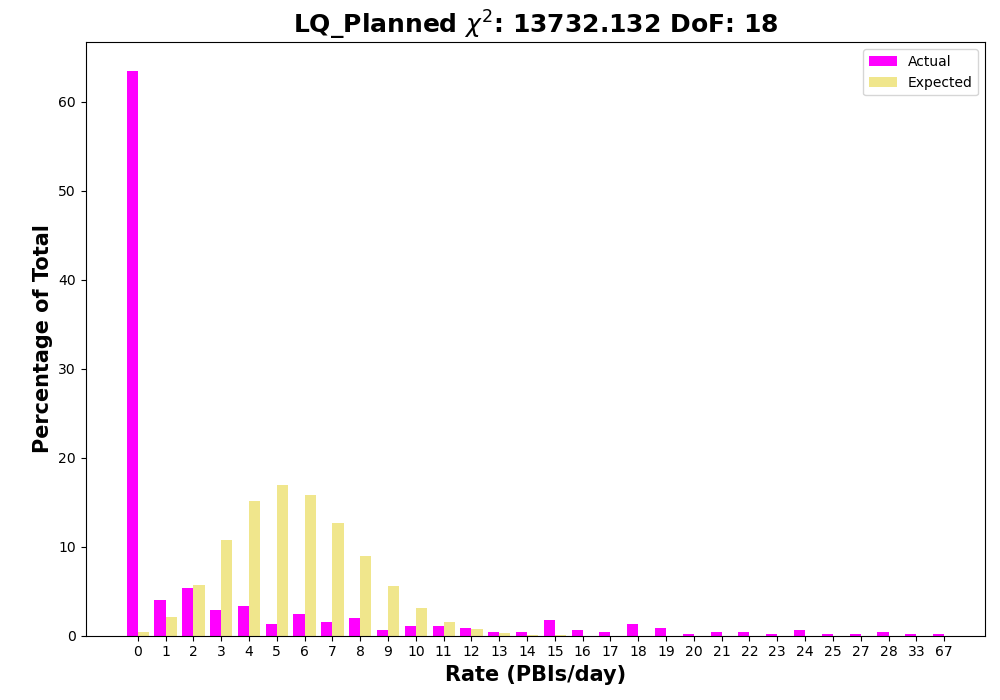 LQ_Planned χ²: 13732.132 DoF: 18
Actual
Expected
Percentage of Total
60
50
40
30
20
10
0
0 1 2 3 4 5 6 7 8 9 10 11 12 13 14 15 16 17 18 19 20 21 22 23 24 25 27 28 33 67
Rate (PBIs/day)